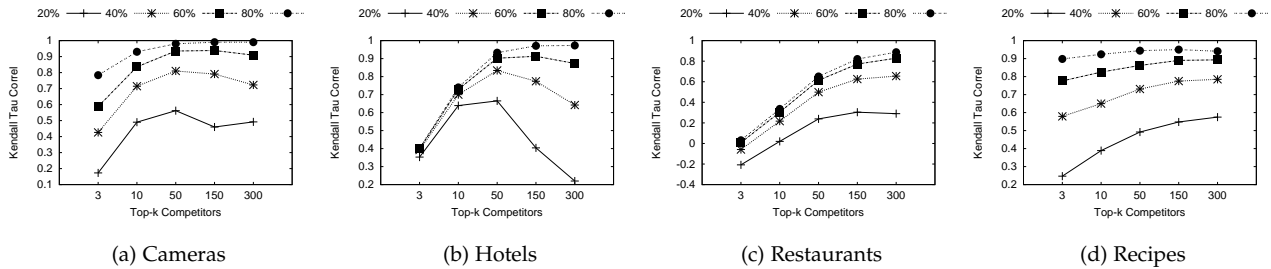 20% 40% 60% 80%
Kendall Tau Correl
1
0.9
0.8
0.7
0.6
0.5
0.4
0.3
0.2
0.1
3 10 50 150 300
Top-k Competitors
(a) Cameras
20% 40% 60% 80%
Kendall Tau Correl
1
0.9
0.8
0.7
0.6
0.5
0.4
0.3
0.2
3 10 50 150 300
Top-k Competitors
(b) Hotels
20% 40% 60% 80%
Kendall Tau Correl
1
0.8
0.6
0.4
0.2
0
-0.2
-0.4
3 10 50 150 300
Top-k Competitors
(c) Restaurants
20% 40% 60% 80%
Kendall Tau Correl
1
0.9
0.8
0.7
0.6
0.5
0.4
0.3
0.2
3 10 50 150 300
Top-k Competitors
(d) Recipes